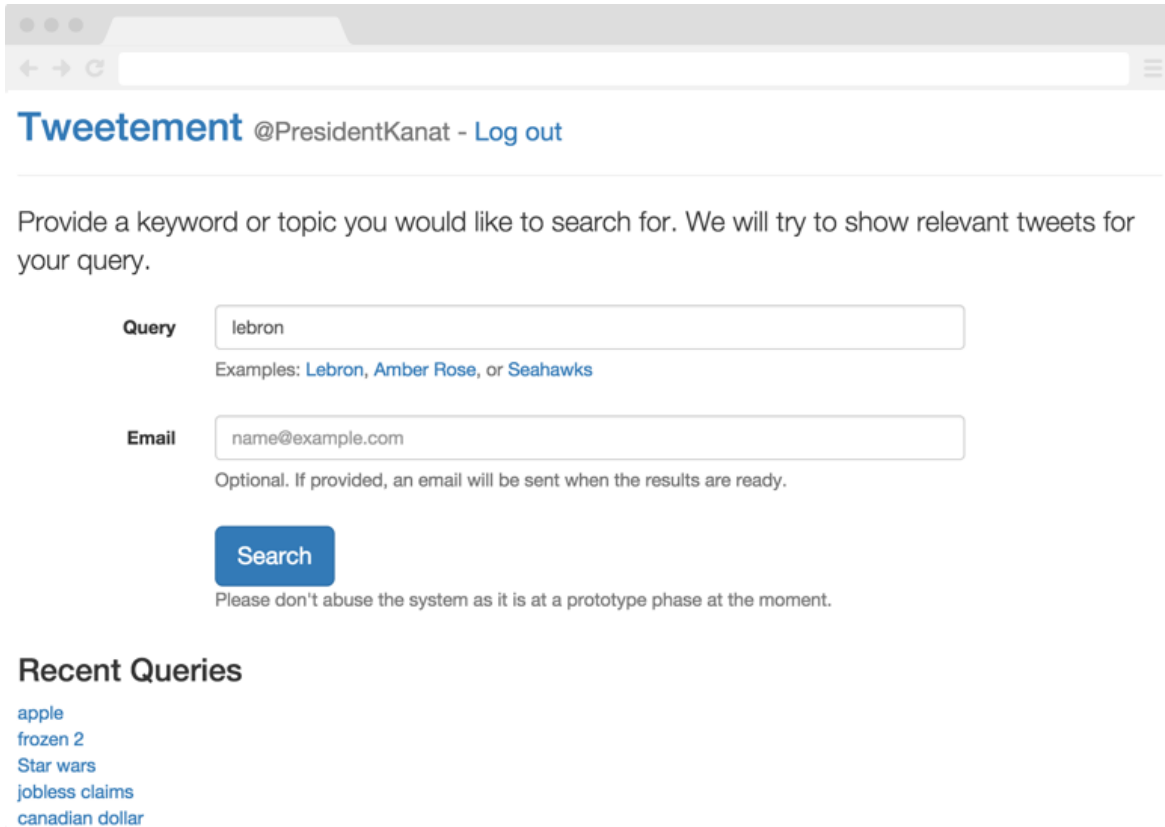 Tweetement @PresidentKanat - Log out
Provide a keyword or topic you would like to search for. We will try to show relevant tweets for
your query.
Query lebron
Examples: Lebron, Amber Rose, or Seahawks
Email name@example.com
Optional. If provided, an email will be sent when the results are ready.
Search
Please don't abuse the system as it is at a prototype phase at the moment.
Recent Queries
apple
frozen 2
Star wars
jobless claims
canadian dollar